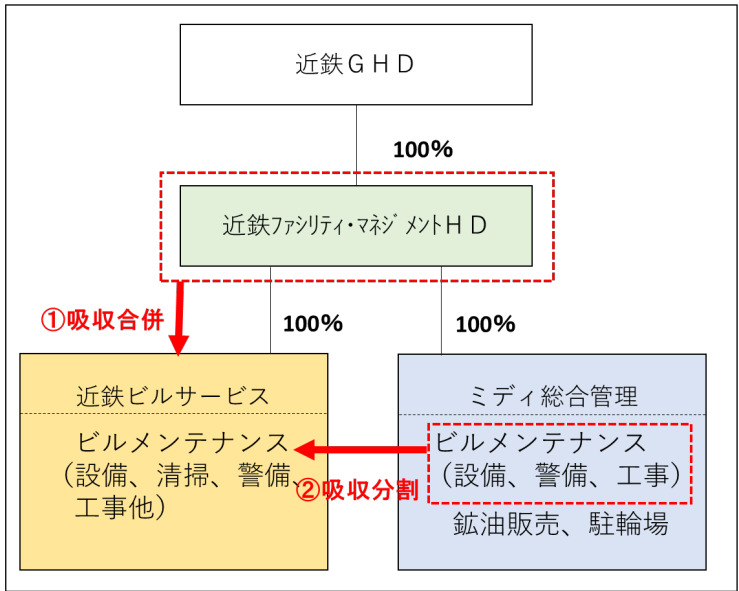 近鉄ＧＨＤ
100%
近鉄ﾌｧｼﾘﾃｨ・ﾏﾈｼﾞﾒﾝﾄＨＤ
①吸収合併
100%
100%
近鉄ビルサービス
ビルメンテナンス
（設備、清掃、警備、
工事他）
②吸収分割
ミディ総合管理
ビルメンテナンス
（設備、警備、工事）
鉱油販売、駐輪場